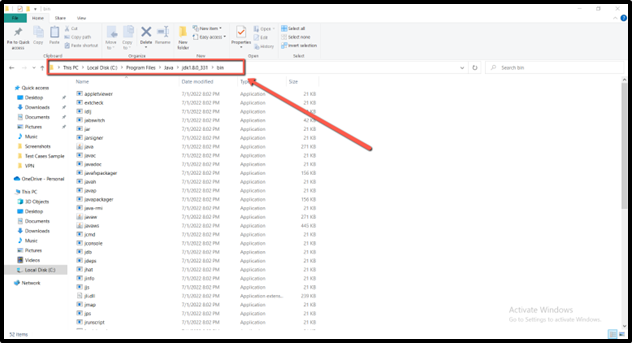 bin
File Home Share View
Pin to Quick access Copy Paste Cut Copy path Paste shortcut Move to Copy to Delete Rename New folder New item Easy access Properties Open Edit History Select all Select none Invert selection
Clipboard Organize New Open Select
This PC > Local Disk (C:) > Program Files > Java > jdk1.8.0_331 > bin
Search bin
Name Date modified Type Size
Quick access
Desktop
Downloads
Documents
Pictures
Music
Screenshots
Test Cases Sample
VPN
OneDrive - Personal
This PC
3D Objects
Desktop
Documents
Downloads
Music
Pictures
Videos
Local Disk (C:)
Network
appletviewer 7/1/2022 8:02 PM Application 21 KB
extcheck 7/1/2022 8:02 PM Application 21 KB
idlj 7/1/2022 8:02 PM Application 21 KB
jabswitch 7/1/2022 8:02 PM Application 42 KB
jar 7/1/2022 8:02 PM Application 21 KB
jarsigner 7/1/2022 8:02 PM Application 21 KB
java 7/1/2022 8:02 PM Application 271 KB
javac 7/1/2022 8:02 PM Application 21 KB
javadoc 7/1/2022 8:02 PM Application 21 KB
javafxpackager 7/1/2022 8:02 PM Application 156 KB
javah 7/1/2022 8:02 PM Application 21 KB
javap 7/1/2022 8:02 PM Application 21 KB
javapackager 7/1/2022 8:02 PM Application 156 KB
java-rmi 7/1/2022 8:02 PM Application 21 KB
javaw 7/1/2022 8:02 PM Application 271 KB
javaws 7/1/2022 8:02 PM Application 445 KB
jcmd 7/1/2022 8:02 PM Application 21 KB
jconsole 7/1/2022 8:02 PM Application 21 KB
jdb 7/1/2022 8:02 PM Application 21 KB
jdeps 7/1/2022 8:02 PM Application 21 KB
jhat 7/1/2022 8:02 PM Application 21 KB
jinfo 7/1/2022 8:02 PM Application 21 KB
jjs 7/1/2022 8:02 PM Application 21 KB
jli.dll 7/1/2022 8:02 PM Application exten...
jmap 7/1/2022 8:02 PM Application 21 KB
jps 7/1/2022 8:02 PM Application 21 KB
jrunscript 7/1/2022 8:02 PM Application 21 KB
Activate Windows
Go to Settings to activate Windows.
52 items